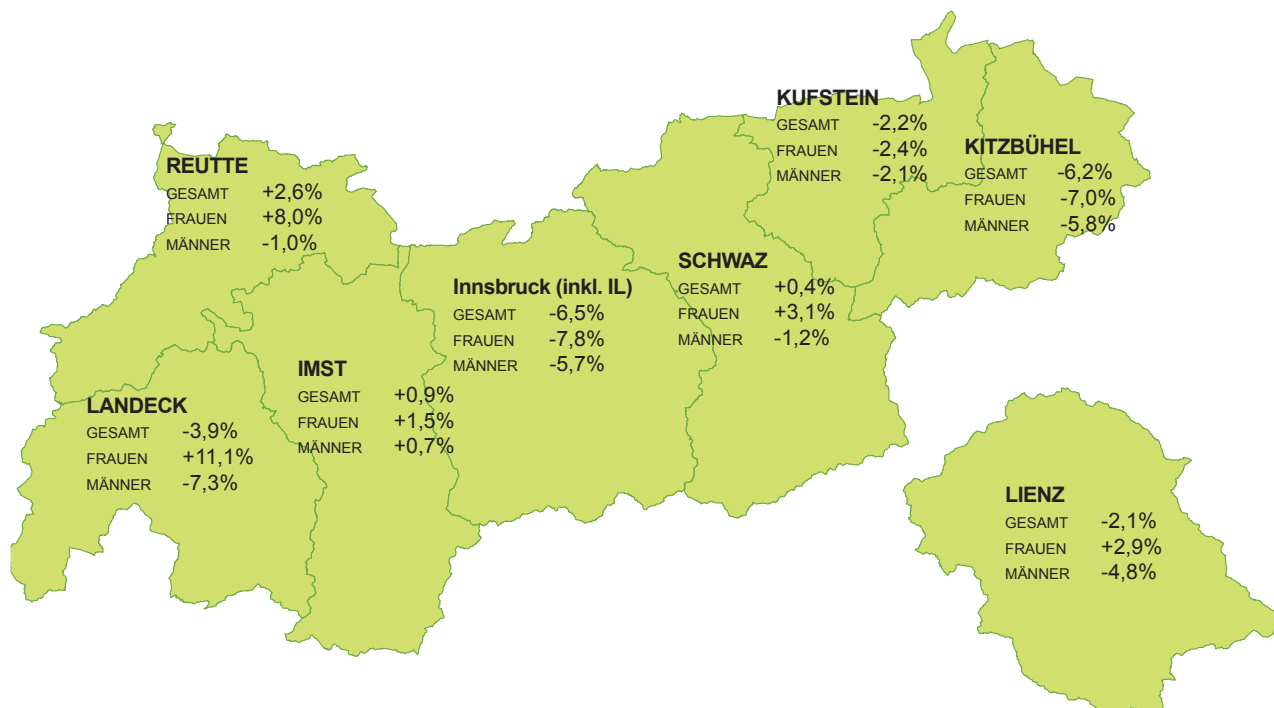 REUTTE
GESAMT +2,6%
FRAUEN +8,0%
MÄNNER -1,0%
LANDECK
GESAMT -3,9%
FRAUEN +11,1%
MÄNNER -7,3%
IMST
GESAMT +0,9%
FRAUEN +1,5%
MÄNNER +0,7%
Innsbruck (inkl. IL)
GESAMT -6,5%
FRAUEN -7,8%
MÄNNER -5,7%
SCHWAZ
GESAMT +0,4%
FRAUEN +3,1%
MÄNNER -1,2%
KUFSTEIN
GESAMT -2,2%
FRAUEN -2,4%
MÄNNER -2,1%
KITZBÜHEL
GESAMT -6,2%
FRAUEN -7,0%
MÄNNER -5,8%
LIENZ
GESAMT -2,1%
FRAUEN +2,9%
MÄNNER -4,8%